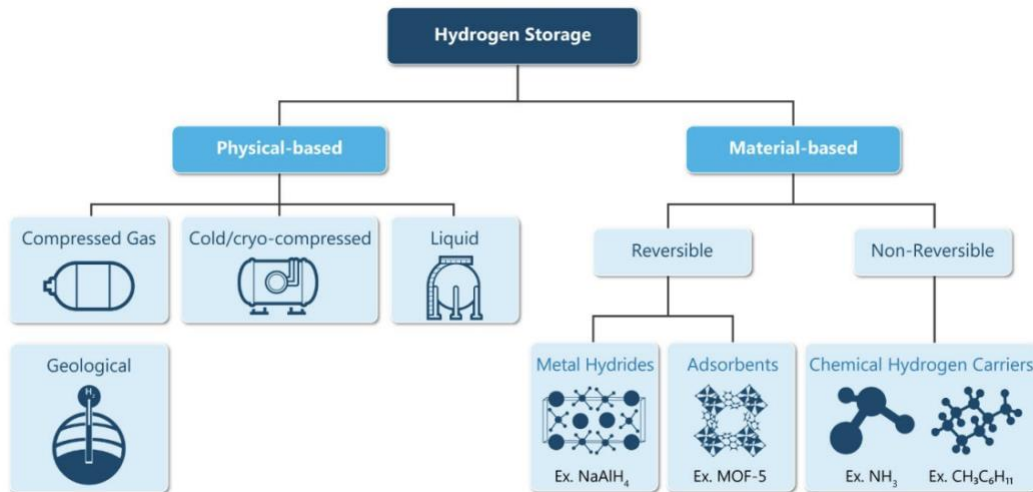 Hydrogen Storage
Physical-based
Material-based
Compressed Gas
Cold/cryo-compressed
Liquid
Reversible
Non-Reversible
Geological
H₂
Metal Hydrides
Adsorbents
Chemical Hydrogen Carriers
Ex. NaAlH₄
Ex. MOF-5
Ex. NH₃
Ex. CH₃C₆H₁₁